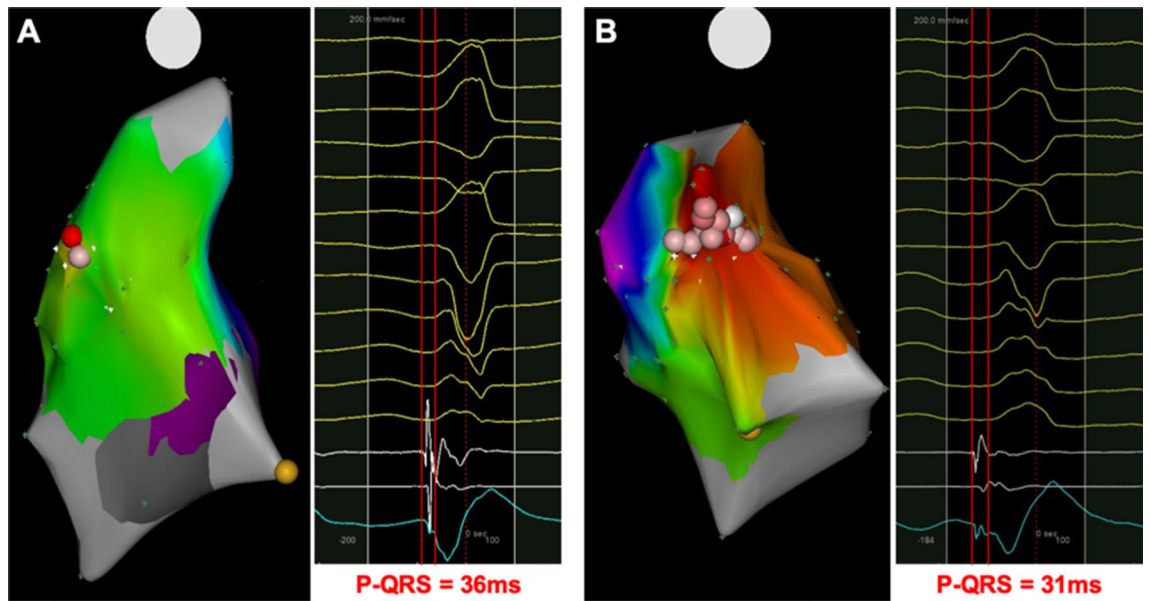 A
200.0 mm/sec
-200
0 sec
100
P-QRS = 36ms
B
200.0 mm/sec
-184
0 sec
100
P-QRS = 31ms